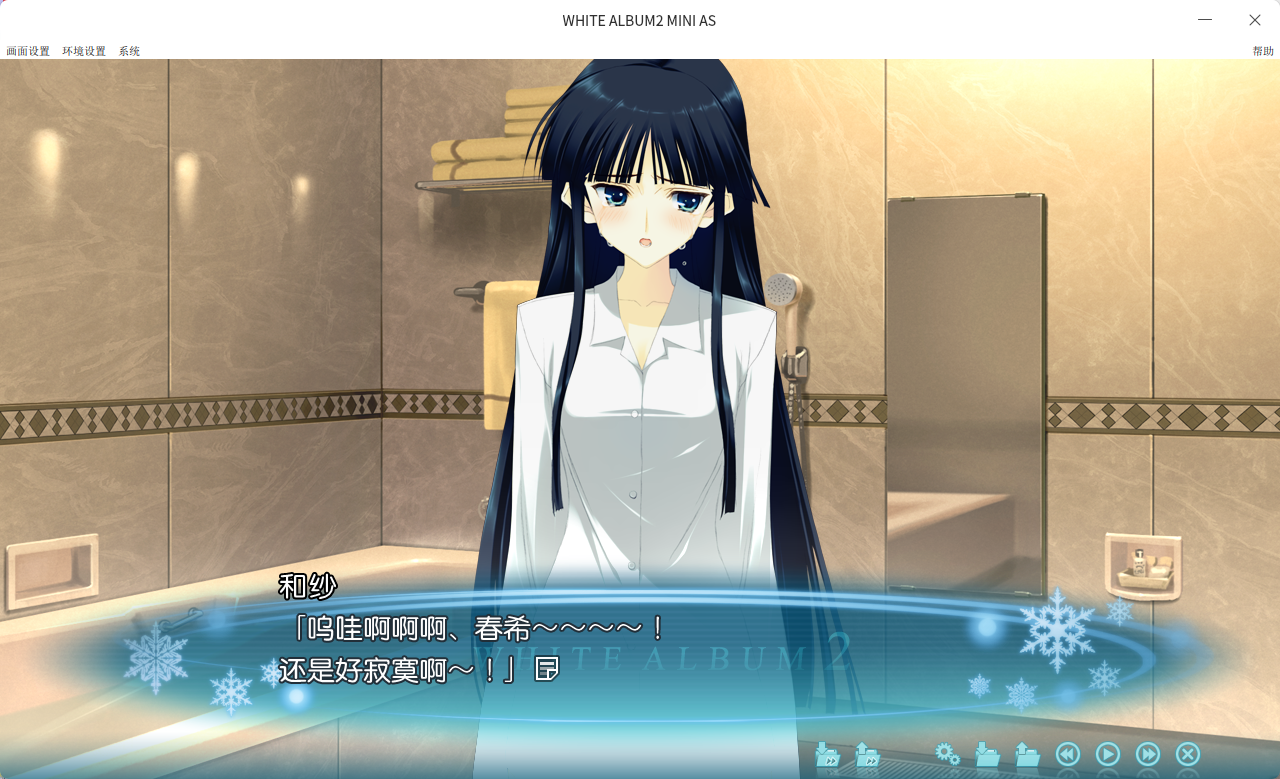 WHITE ALBUM2 MINI AS
画面设置 环境设置 系统 帮助
和纱
「呜哇啊啊啊、春希～～～～！
还是好寂寞啊～！」
WHITE ALBUM 2